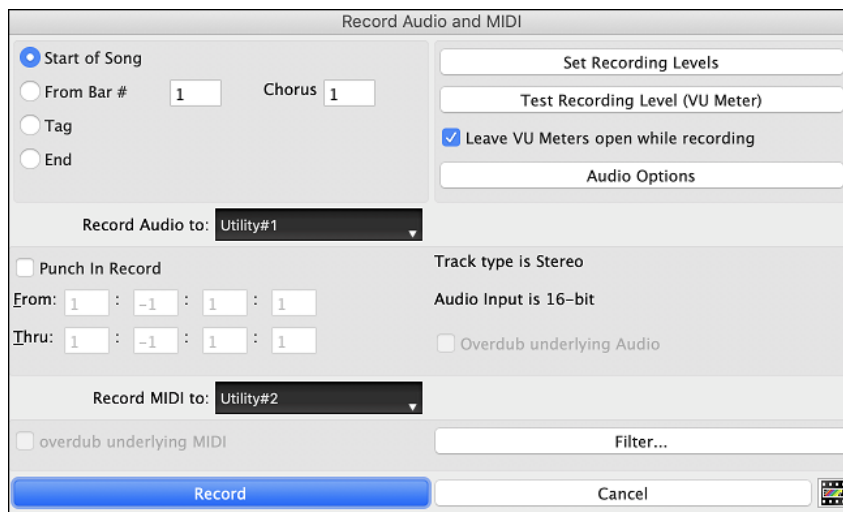 Record Audio and MIDI
Start of Song
From Bar # 1 Chorus 1
Tag
End
Set Recording Levels
Test Recording Level (VU Meter)
Leave VU Meters open while recording
Audio Options
Record Audio to: Utility#1
Punch In Record
From: 1 : -1 : 1 : 1
Thru: 1 : -1 : 1 : 1
Track type is Stereo
Audio Input is 16-bit
Overdub underlying Audio
Record MIDI to: Utility#2
overdub underlying MIDI
Filter...
Record
Cancel